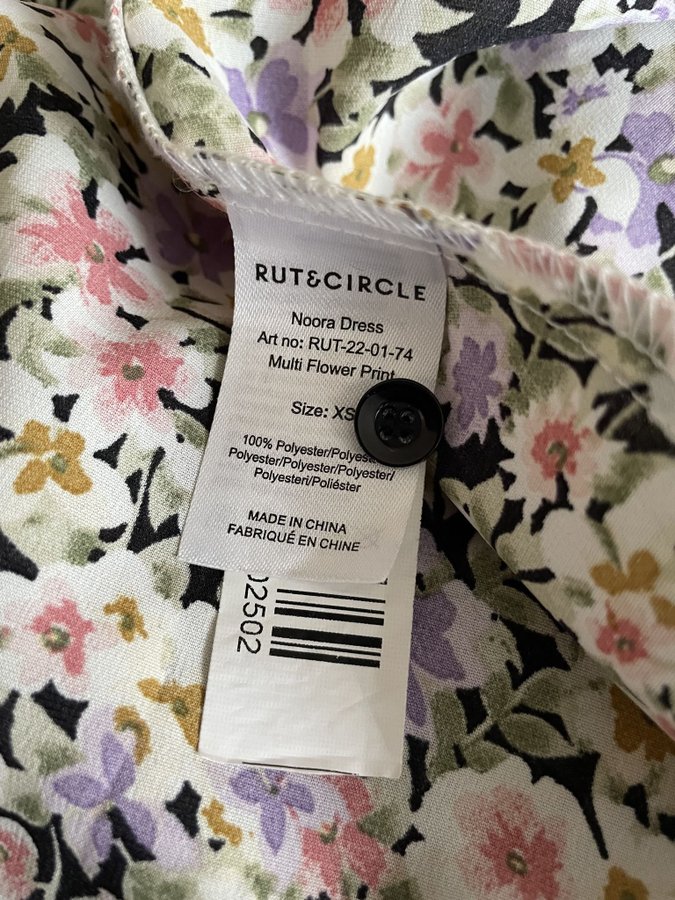 RUT&CIRCLE
Noora Dress
Art no: RUT-22-01-74
Multi Flower Print
Size: XS
100% Polyester/Polyester/
Polyester/Polyester/Polyester/
Polyesteri/Poliéster
MADE IN CHINA
FABRIQUÉ EN CHINE
02502